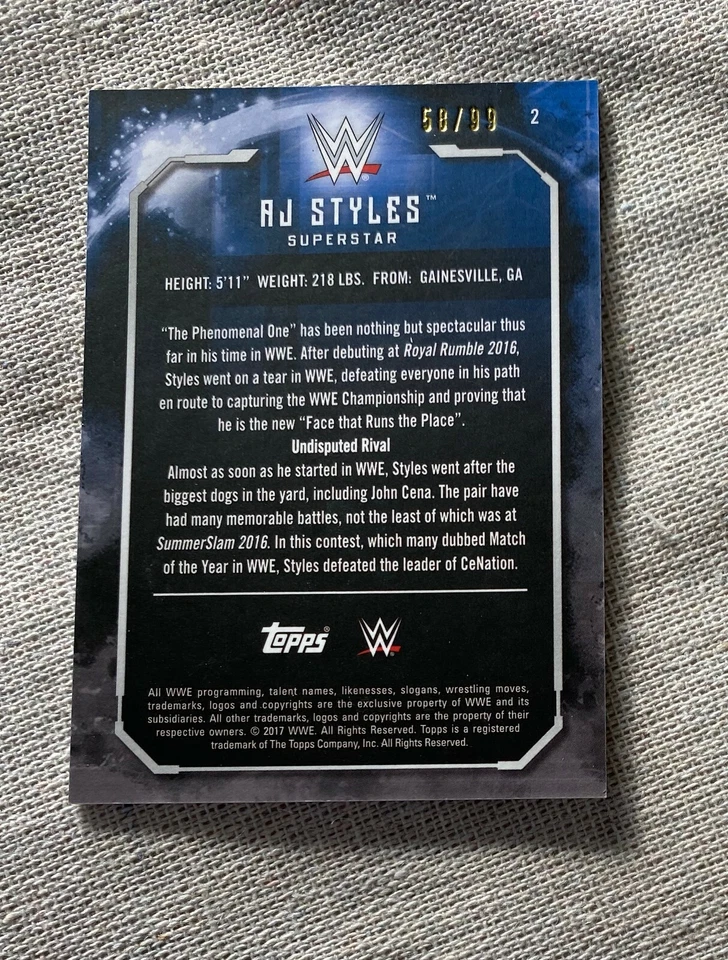 58/99 2
W
AJ STYLES™
SUPERSTAR
HEIGHT: 5'11" WEIGHT: 218 LBS. FROM: GAINESVILLE, GA
"The Phenomenal One" has been nothing but spectacular thus
far in his time in WWE. After debuting at Royal Rumble 2016,
Styles went on a tear in WWE, defeating everyone in his path
en route to capturing the WWE Championship and proving that
he is the new "Face that Runs the Place".
Undisputed Rival
Almost as soon as he started in WWE, Styles went after the
biggest dogs in the yard, including John Cena. The pair have
had many memorable battles, not the least of which was at
SummerSlam 2016. In this contest, which many dubbed Match
of the Year in WWE, Styles defeated the leader of CeNation.
Topps® W
All WWE programming, talent names, likenesses, slogans, wrestling moves,
trademarks, logos and copyrights are the exclusive property of WWE and its
subsidiaries. All other trademarks, logos and copyrights are the property of their
respective owners. © 2017 WWE. All Rights Reserved. Topps is a registered
trademark of The Topps Company, Inc. All Rights Reserved.